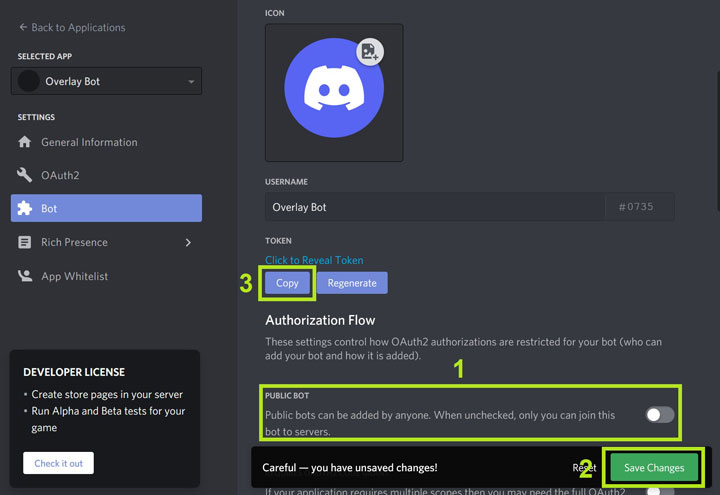 ← Back to Applications
SELECTED APP
Overlay Bot
SETTINGS
General Information
OAuth2
Bot
Rich Presence
App Whitelist
DEVELOPER LICENSE
• Create store pages in your server
• Run Alpha and Beta tests for your
game
Check it out
ICON
USERNAME
Overlay Bot #0735
TOKEN
Click to Reveal Token
3 Copy Regenerate
Authorization Flow
These settings control how OAuth2 authorizations are restricted for your bot (who can
add your bot and how it is added).
1
PUBLIC BOT
Public bots can be added by anyone. When unchecked, only you can join this
bot to servers.
Careful — you have unsaved changes! Reset 2 Save Changes
If your application requires multiple scopes then you may need the full OAuth2